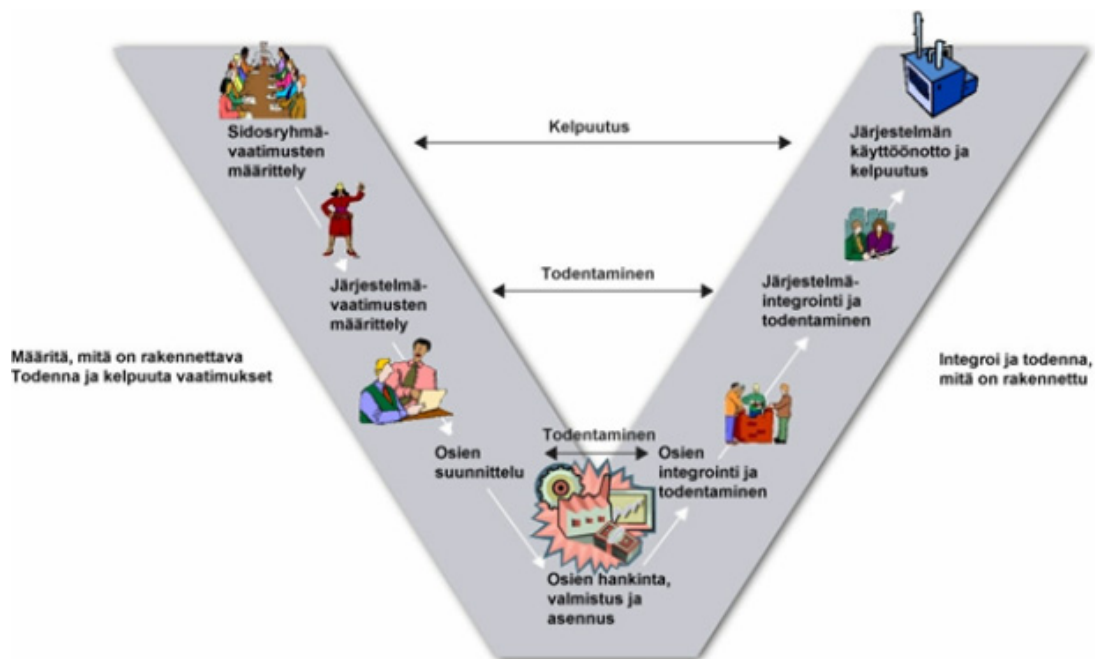 Sidosryhmä-
vaatimusten
määrittely
Kelpuutus
Järjestelmän
käyttöönotto ja
kelpuutus
Järjestelmä-
vaatimusten
määrittely
Todentaminen
Järjestelmä-
integrointi ja
todentaminen
Määritä, mitä on rakennettava
Todenna ja kelpuuta vaatimukset
Integroi ja todenna,
mitä on rakennettu
Osien
suunnittelu
Todentaminen
Osien
integrointi ja
todentaminen
Osien hankinta,
valmistus ja
asennus